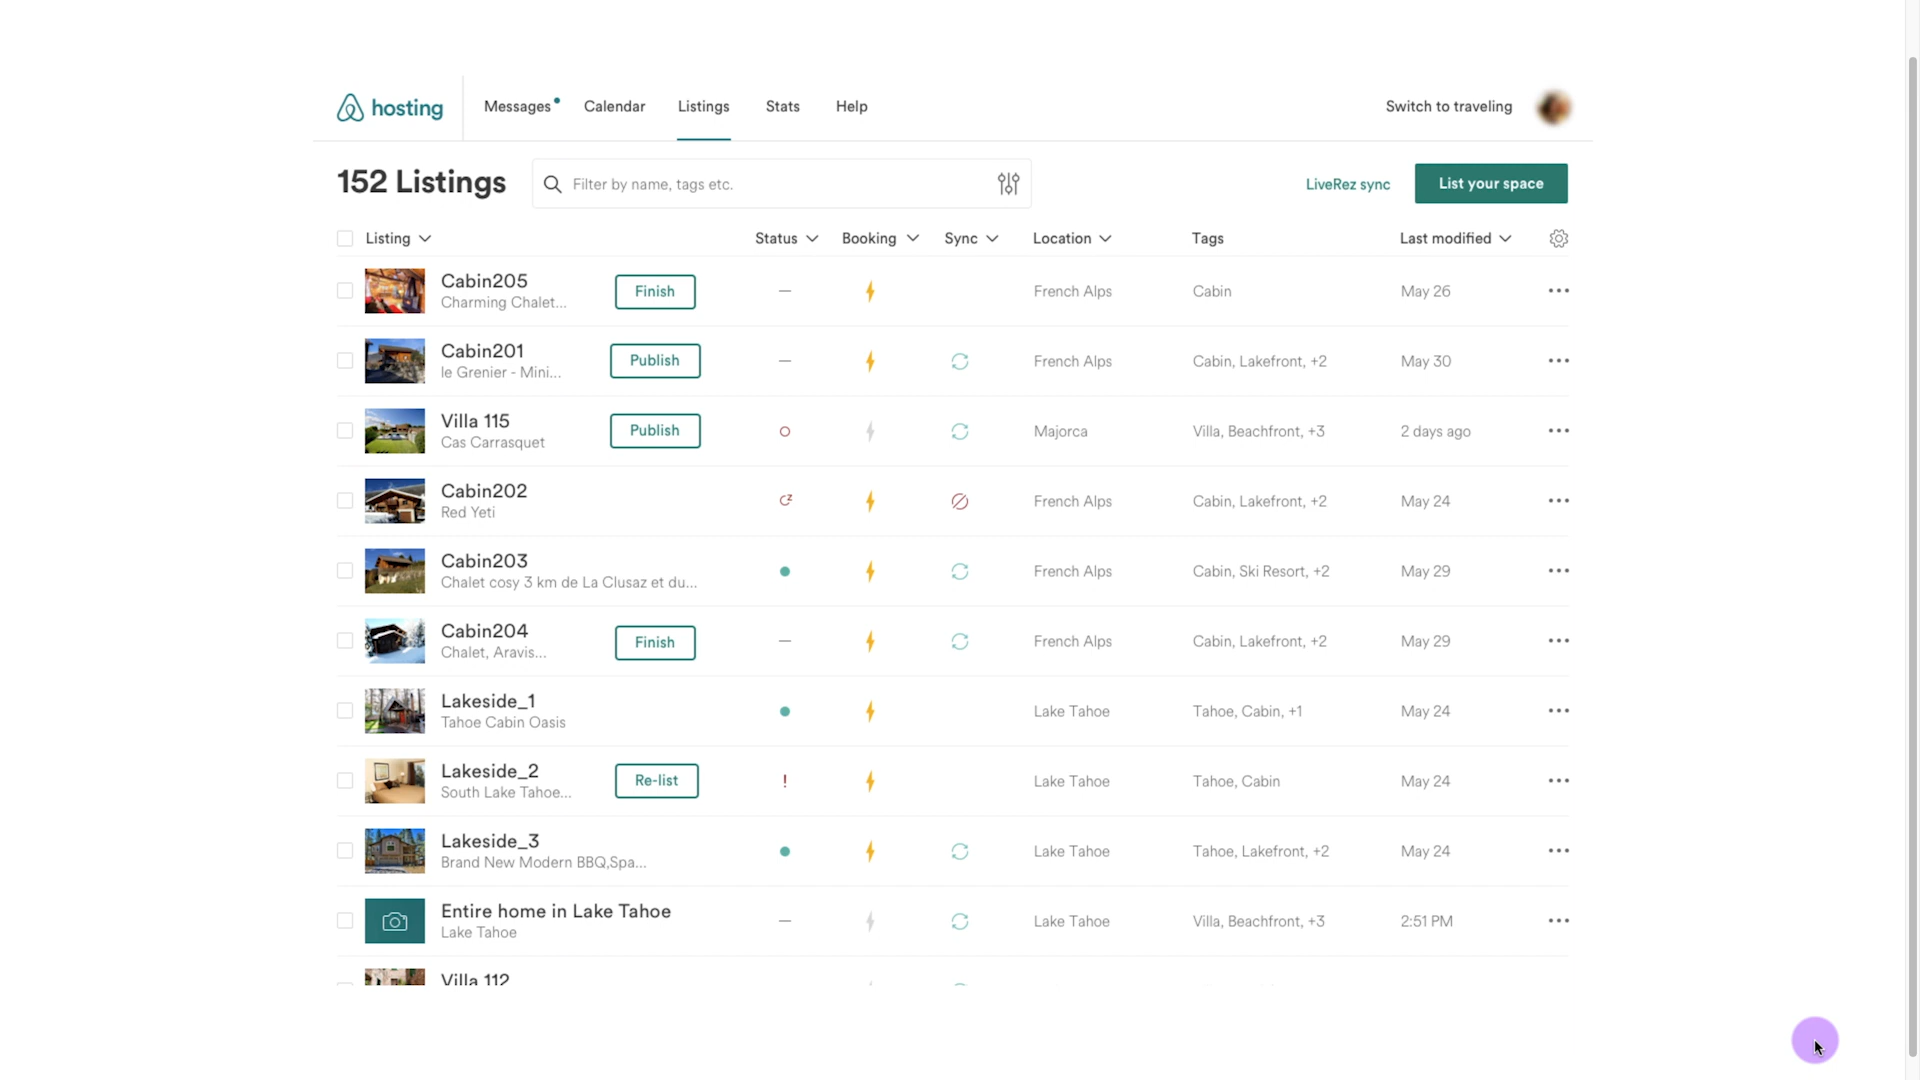 hosting
Messages Calendar Listings Stats Help Switch to traveling
152 Listings Filter by name, tags etc. LiveRez sync List your space
Listing Status Booking Sync Location Tags Last modified
Cabin205
Charming Chalet... Finish — French Alps Cabin May 26
Cabin201
le Grenier - Mini... Publish — French Alps Cabin, Lakefront, +2 May 30
Villa 115
Cas Carrasquet Publish Majorca Villa, Beachfront, +3 2 days ago
Cabin202
Red Yeti French Alps Cabin, Lakefront, +2 May 24
Cabin203
Chalet cosy 3 km de La Clusaz et du... French Alps Cabin, Ski Resort, +2 May 29
Cabin204
Chalet, Aravis... Finish — French Alps Cabin, Lakefront, +2 May 29
Lakeside_1
Tahoe Cabin Oasis Lake Tahoe Tahoe, Cabin, +1 May 24
Lakeside_2
South Lake Tahoe... Re-list ! Lake Tahoe Tahoe, Cabin May 24
Lakeside_3
Brand New Modern BBQ,Spa... Lake Tahoe Tahoe, Lakefront, +2 May 24
Entire home in Lake Tahoe
Lake Tahoe — Lake Tahoe Villa, Beachfront, +3 2:51 PM
Villa 112